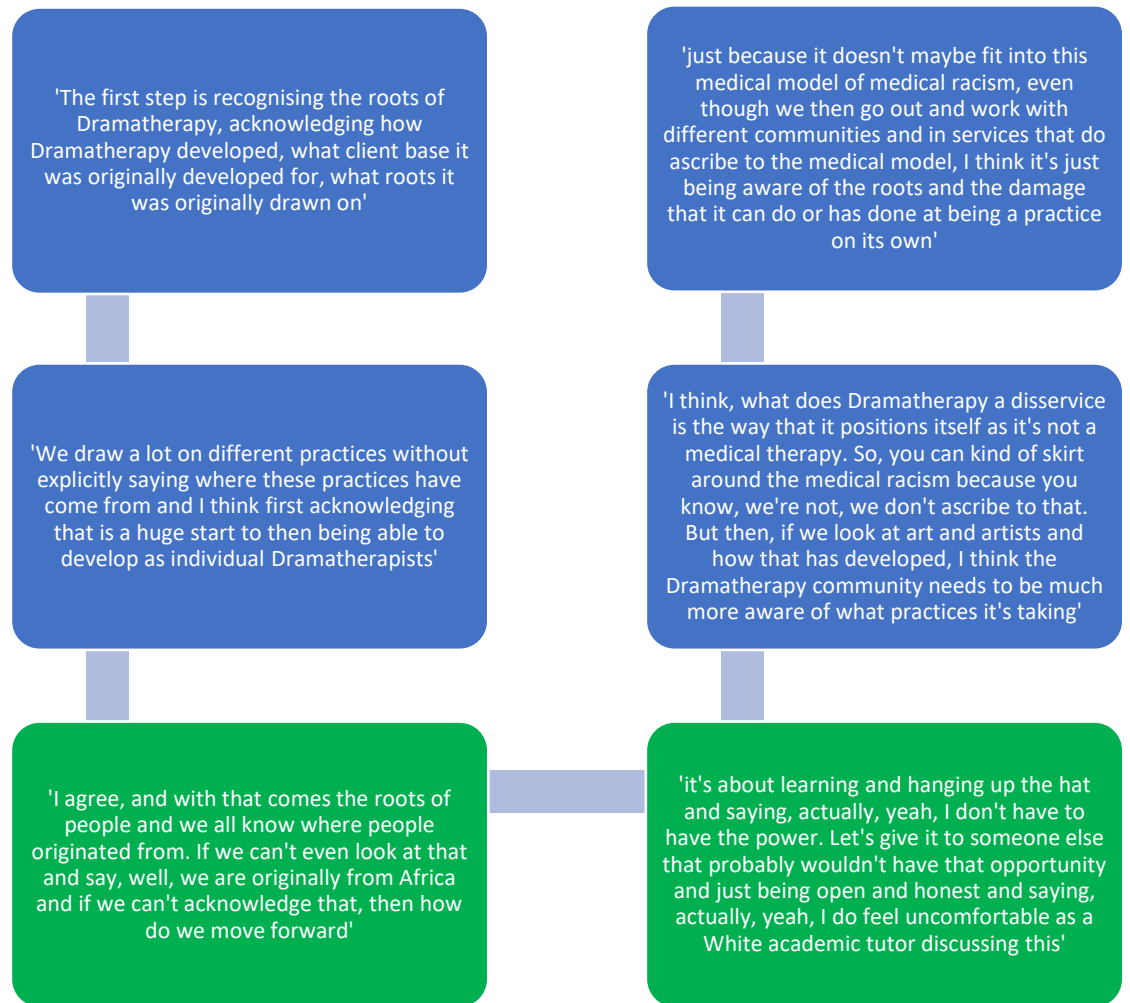 'The first step is recognising the roots of
Dramatherapy, acknowledging how
Dramatherapy developed, what client base it
was originally developed for, what roots it
was originally drawn on'
'We draw a lot on different practices without
explicitly saying where these practices have
come from and I think first acknowledging
that is a huge start to then being able to
develop as individual Dramatherapists'
'I agree, and with that comes the roots of
people and we all know where people
originated from. If we can't even look at that
and say, well, we are originally from Africa
and if we can't acknowledge that, then how
do we move forward'
'it's about learning and hanging up the hat
and saying, actually, yeah, I don't have to
have the power. Let's give it to someone else
that probably wouldn't have that opportunity
and just being open and honest and saying,
actually, yeah, I do feel uncomfortable as a
White academic tutor discussing this'
'I think, what does Dramatherapy a disservice
is the way that it positions itself as it's not a
medical therapy. So, you can kind of skirt
around the medical racism because you
know, we're not, we don't ascribe to that.
But then, if we look at art and artists and
how that has developed, I think the
Dramatherapy community needs to be much
more aware of what practices it's taking'
'just because it doesn't maybe fit into this
medical model of medical racism, even
though we then go out and work with
different communities and in services that do
ascribe to the medical model, I think it's just
being aware of the roots and the damage
that it can do or has done at being a practice
on its own'